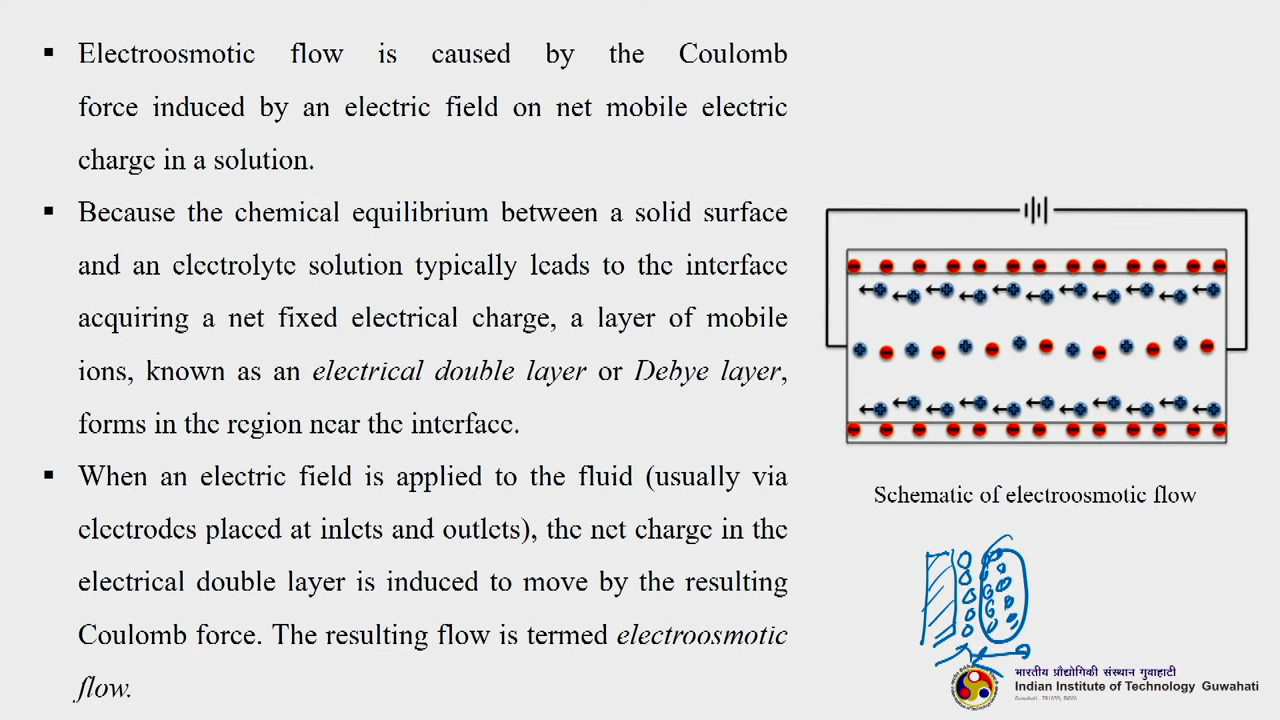 ▪ Electroosmotic flow is caused by the Coulomb
force induced by an electric field on net mobile electric
charge in a solution.
▪ Because the chemical equilibrium between a solid surface
and an electrolyte solution typically leads to the interface
acquiring a net fixed electrical charge, a layer of mobile
ions, known as an electrical double layer or Debye layer,
forms in the region near the interface.
▪ When an electric field is applied to the fluid (usually via
electrodes placed at inlets and outlets), the net charge in the
electrical double layer is induced to move by the resulting
Coulomb force. The resulting flow is termed electroosmotic
flow.
Schematic of electroosmotic flow
भारतीय प्रौद्योगिकी संस्थान गुवाहाटी
Indian Institute of Technology Guwahati